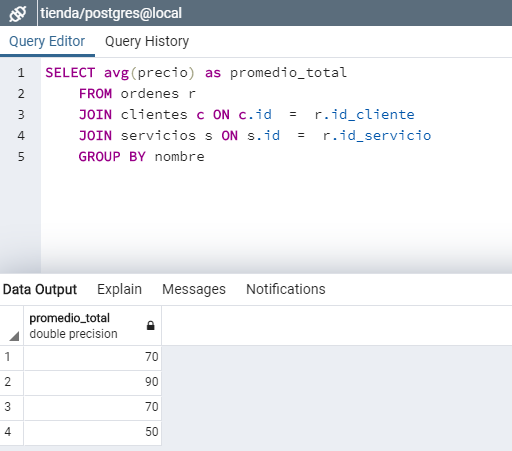 tienda/postgres@local
Query Editor Query History
1 SELECT avg(precio) as promedio_total
2 FROM ordenes r
3 JOIN clientes c ON c.id = r.id_cliente
4 JOIN servicios s ON s.id = r.id_servicio
5 GROUP BY nombre
Data Output Explain Messages Notifications
promedio_total
double precision
1 70
2 90
3 70
4 50